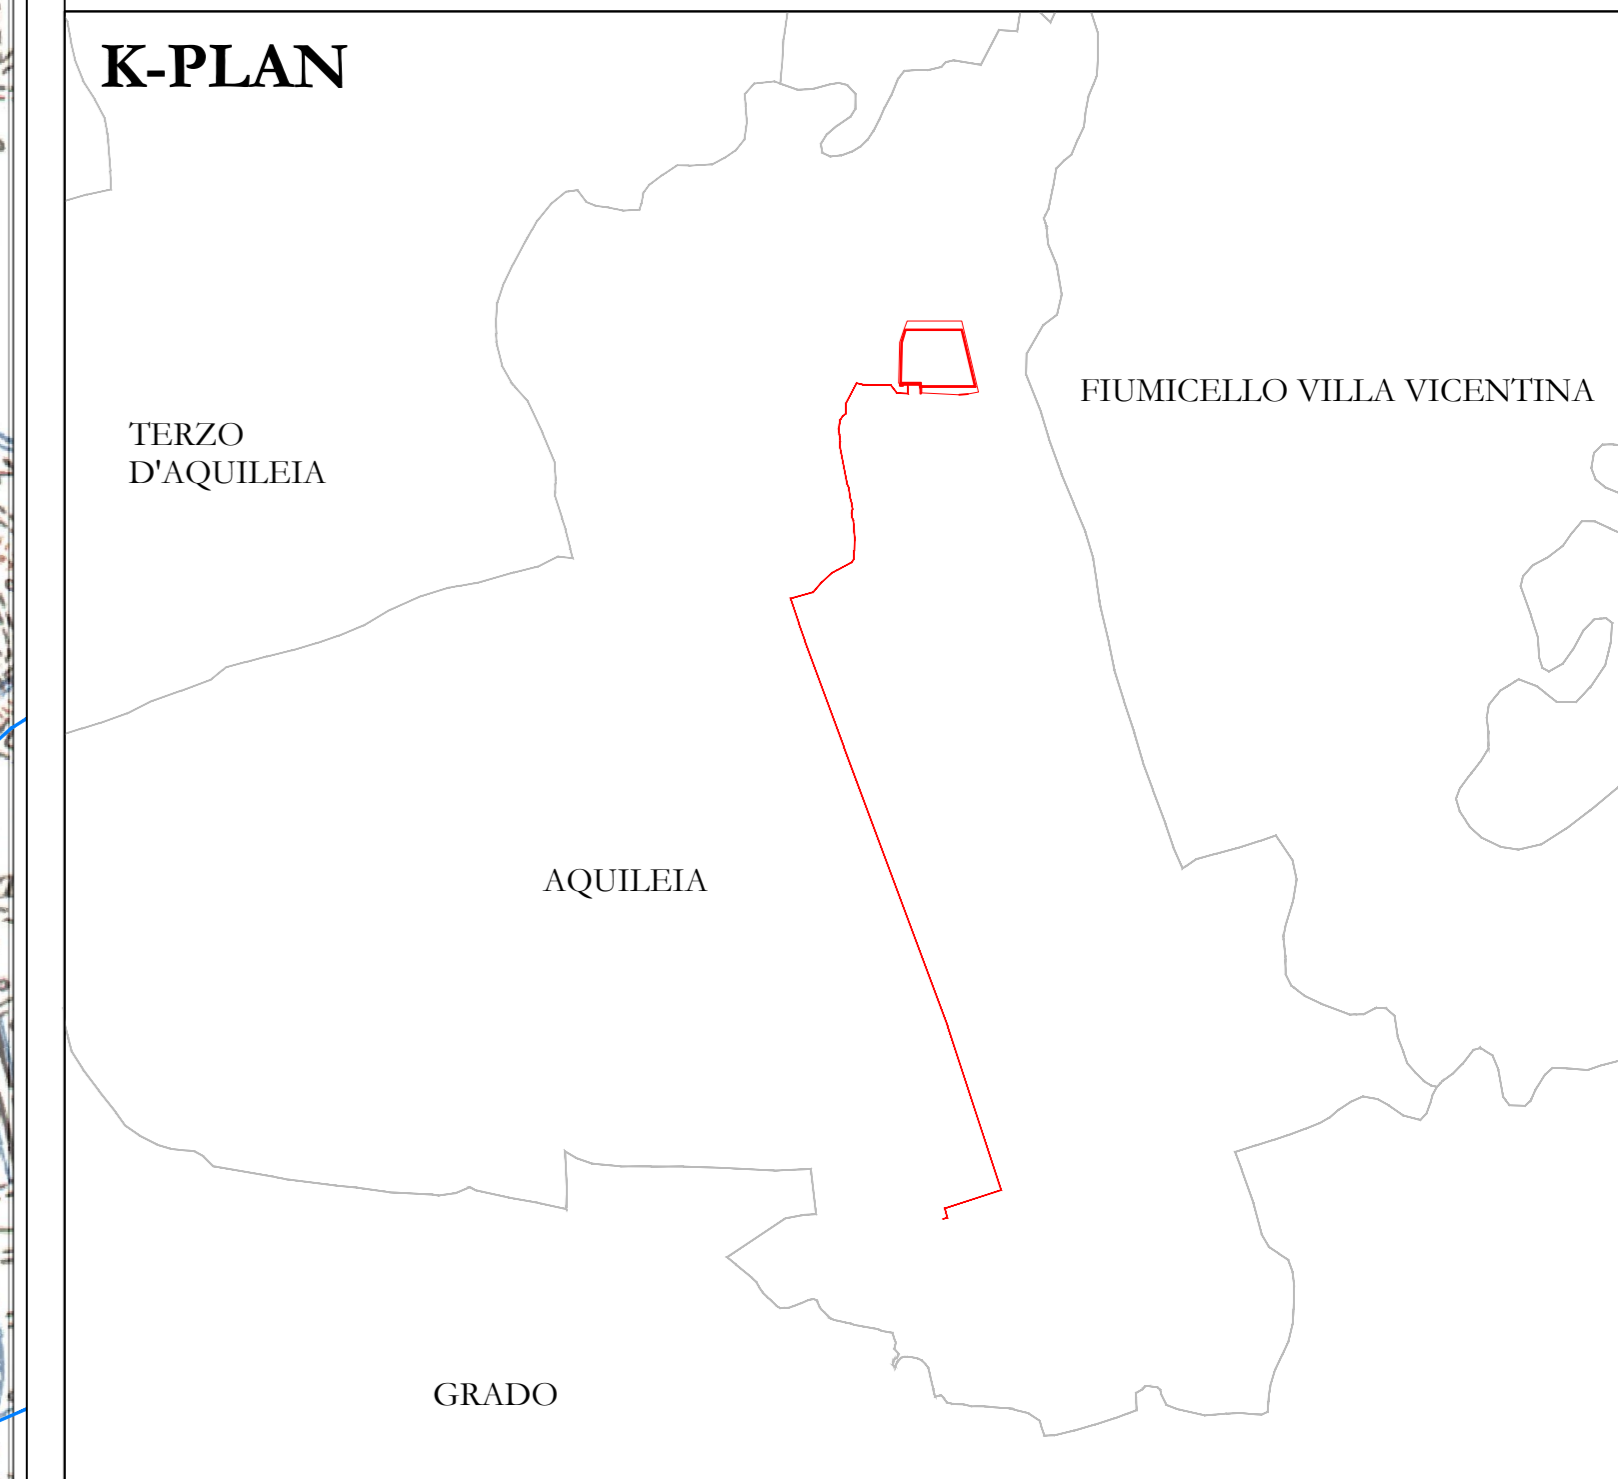 K-PLAN
FIUMICELLO VILLA VICENTINA
TERZO
D'AQUILEIA
AQUILEIA
GRADO